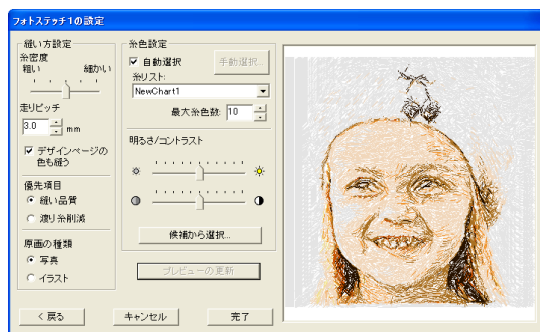 フォトステッチ1の設定
縫い方設定
糸密度
粗い 細かい
走りピッチ
3.0 mm
デザインページの
色も縫う
優先項目
縫い品質
渡り糸削減
原画の種類
写真
イラスト
糸色設定
自動選択 手動選択...
糸リスト:
NewChart1
最大糸色数: 10
明るさ/コントラスト
候補から選択...
プレビューの更新
< 戻る キャンセル 完了